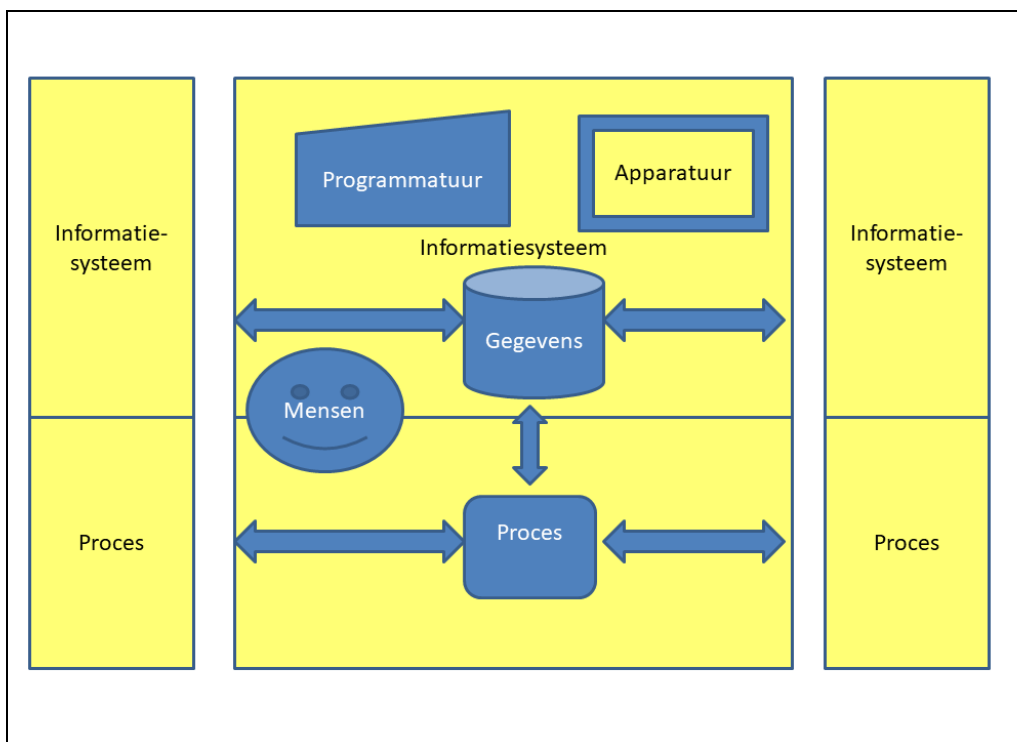 Informatie-
systeem
Proces
Programmatuur
Apparatuur
Informatiesysteem
Gegevens
Mensen
Proces
Informatie-
systeem
Proces